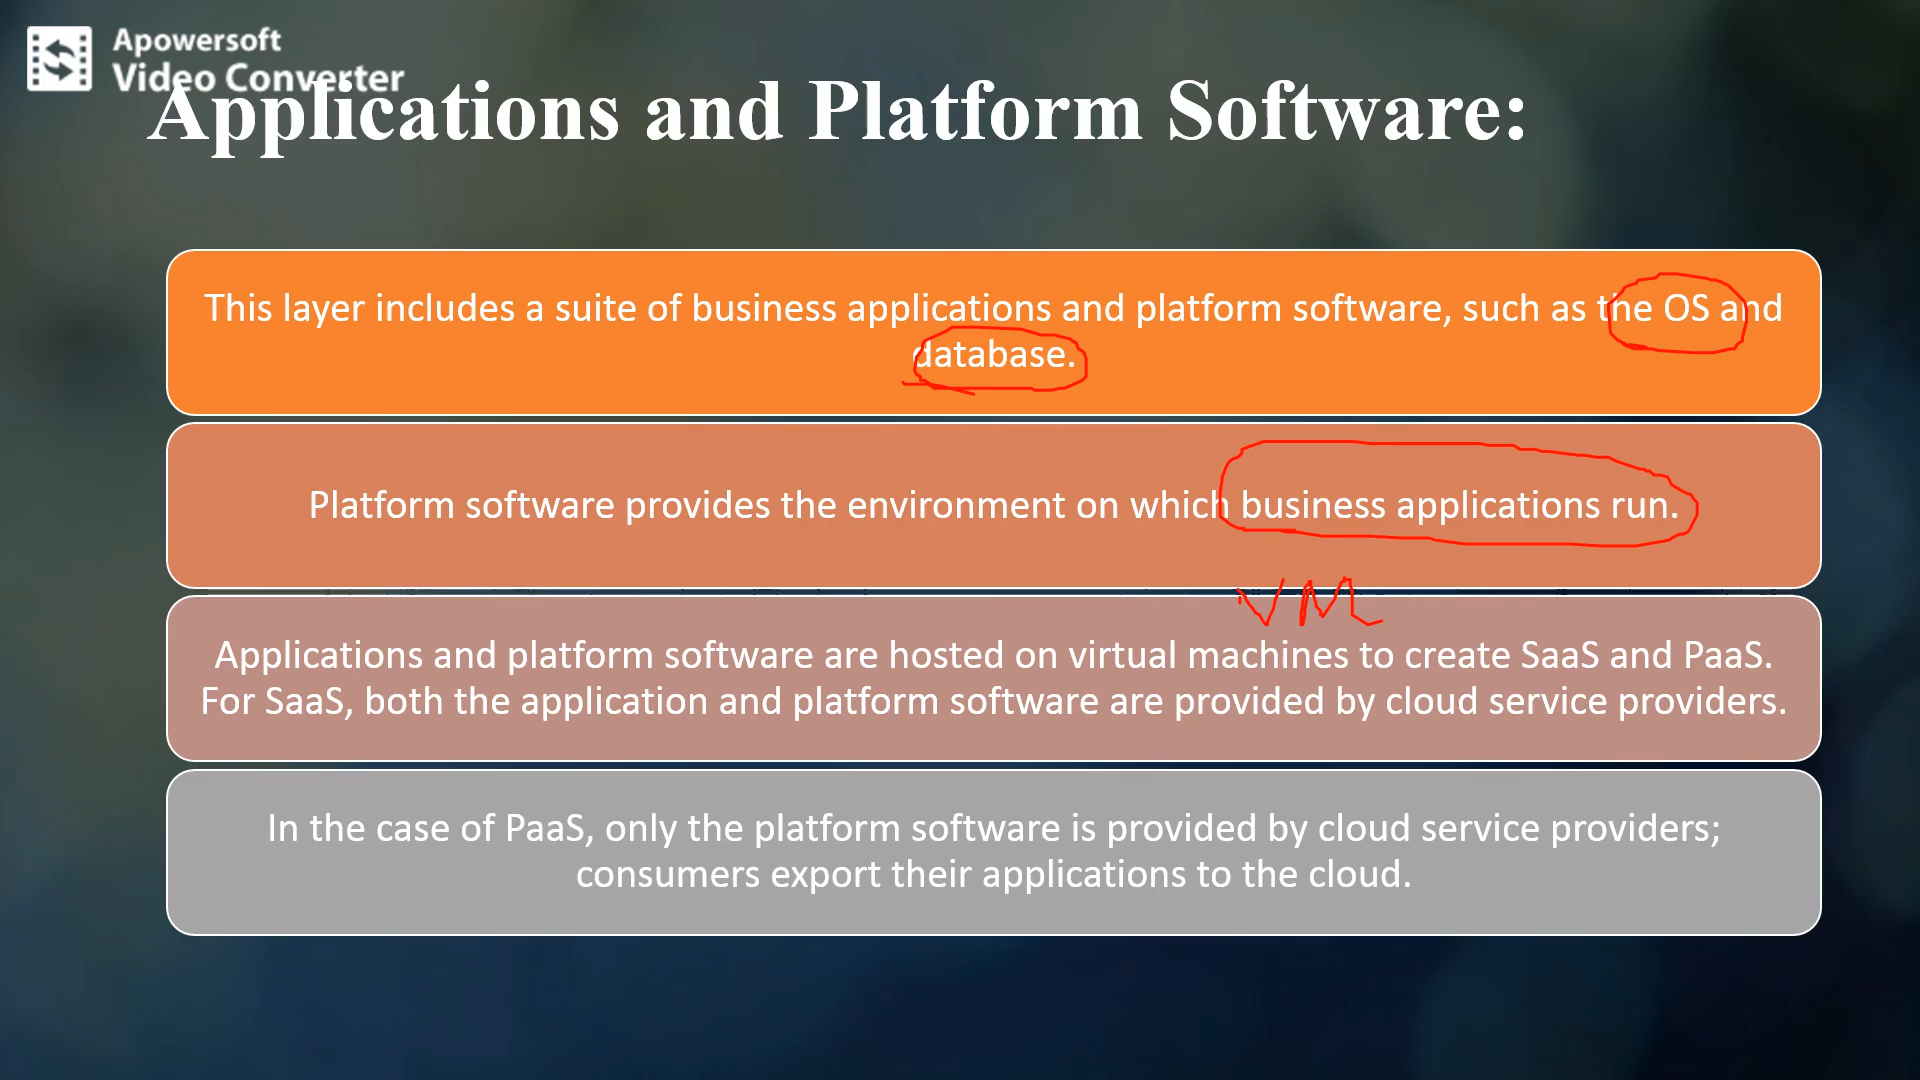 Apowersoft
Video Converter
Applications and Platform Software:
This layer includes a suite of business applications and platform software, such as the OS and
database.
Platform software provides the environment on which business applications run.
VM
Applications and platform software are hosted on virtual machines to create SaaS and PaaS.
For SaaS, both the application and platform software are provided by cloud service providers.
In the case of PaaS, only the platform software is provided by cloud service providers;
consumers export their applications to the cloud.